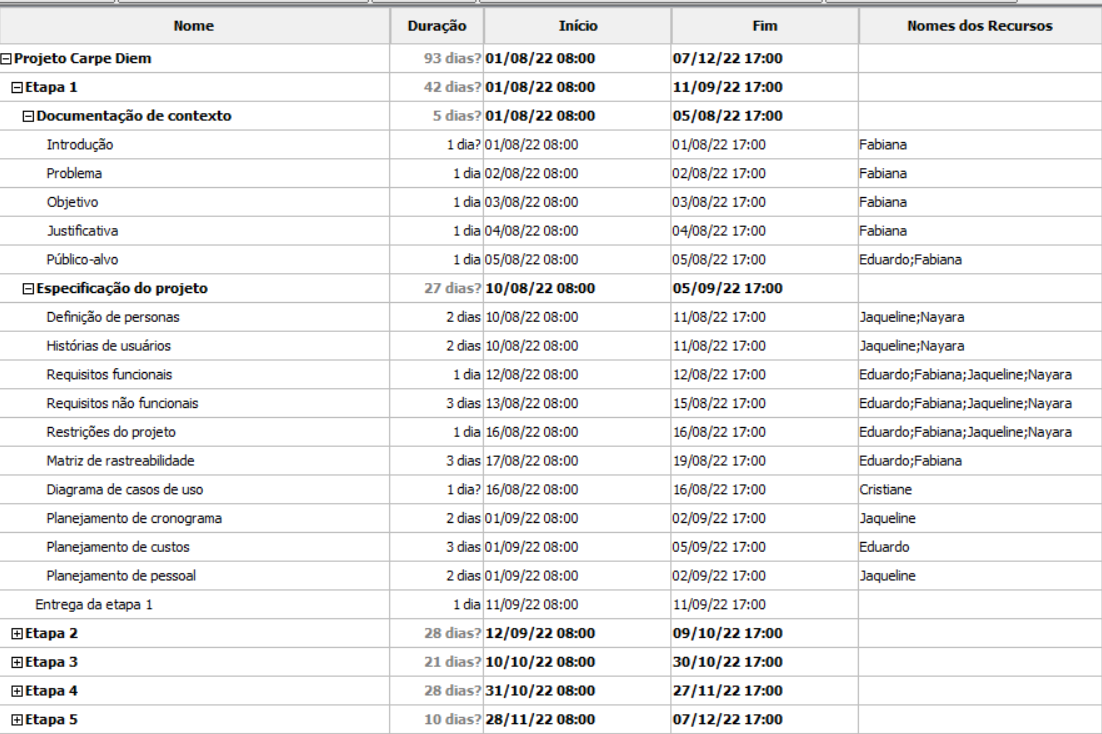 Nome Duração Início Fim Nomes dos Recursos
Projeto Carpe Diem 93 dias? 01/08/22 08:00 07/12/22 17:00
Etapa 1 42 dias? 01/08/22 08:00 11/09/22 17:00
Documentação de contexto 5 dias? 01/08/22 08:00 05/08/22 17:00
Introdução 1 dia? 01/08/22 08:00 01/08/22 17:00 Fabiana
Problema 1 dia 02/08/22 08:00 02/08/22 17:00 Fabiana
Objetivo 1 dia 03/08/22 08:00 03/08/22 17:00 Fabiana
Justificativa 1 dia 04/08/22 08:00 04/08/22 17:00 Fabiana
Público-alvo 1 dia 05/08/22 08:00 05/08/22 17:00 Eduardo;Fabiana
Especificação do projeto 27 dias? 10/08/22 08:00 05/09/22 17:00
Definição de personas 2 dias 10/08/22 08:00 11/08/22 17:00 Jaqueline;Nayara
Histórias de usuários 2 dias 10/08/22 08:00 11/08/22 17:00 Jaqueline;Nayara
Requisitos funcionais 1 dia 12/08/22 08:00 12/08/22 17:00 Eduardo;Fabiana;Jaqueline;Nayara
Requisitos não funcionais 3 dias 13/08/22 08:00 15/08/22 17:00 Eduardo;Fabiana;Jaqueline;Nayara
Restrições do projeto 1 dia 16/08/22 08:00 16/08/22 17:00 Eduardo;Fabiana;Jaqueline;Nayara
Matriz de rastreabilidade 3 dias 17/08/22 08:00 19/08/22 17:00 Eduardo;Fabiana
Diagrama de casos de uso 1 dia? 16/08/22 08:00 16/08/22 17:00 Cristiane
Planejamento de cronograma 2 dias 01/09/22 08:00 02/09/22 17:00 Jaqueline
Planejamento de custos 3 dias 01/09/22 08:00 05/09/22 17:00 Eduardo
Planejamento de pessoal 2 dias 01/09/22 08:00 02/09/22 17:00 Jaqueline
Entrega da etapa 1 1 dia 11/09/22 08:00 11/09/22 17:00
Etapa 2 28 dias? 12/09/22 08:00 09/10/22 17:00
Etapa 3 21 dias? 10/10/22 08:00 30/10/22 17:00
Etapa 4 28 dias? 31/10/22 08:00 27/11/22 17:00
Etapa 5 10 dias? 28/11/22 08:00 07/12/22 17:00